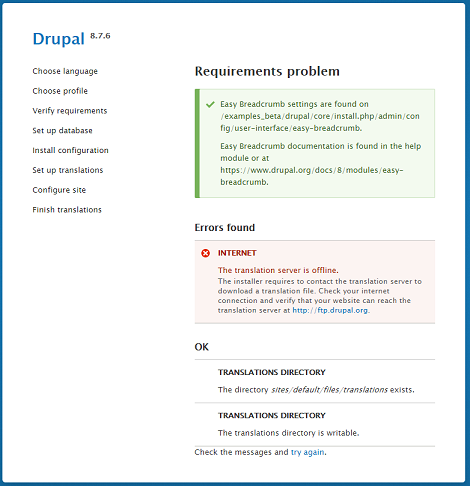 Drupal 8.7.6
Choose language
Choose profile
Verify requirements
Set up database
Install configuration
Set up translations
Configure site
Finish translations
Requirements problem
Easy Breadcrumb settings are found on
/examples_beta/drupal/core/install.php/admin/con
fig/user-interface/easy-breadcrumb.
Easy Breadcrumb documentation is found in the help
module or at
https://www.drupal.org/docs/8/modules/easy-
breadcrumb.
Errors found
INTERNET
The translation server is offline.
The installer requires to contact the translation server to
download a translation file. Check your internet
connection and verify that your website can reach the
translation server at http://ftp.drupal.org.
OK
TRANSLATIONS DIRECTORY
The directory sites/default/files/translations exists.
TRANSLATIONS DIRECTORY
The translations directory is writable.
Check the messages and try again.